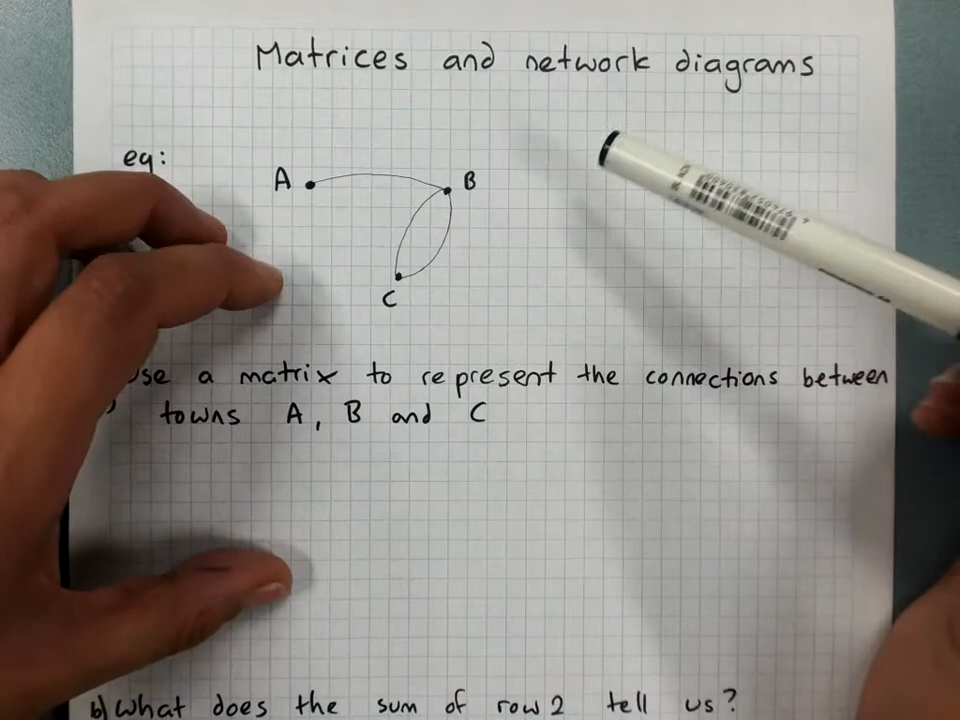 Matrices and network diagrams
eg:
A
B
C
a matrix to represent the connections between
towns A, B and C
b) What does the sum of row 2 tell us?